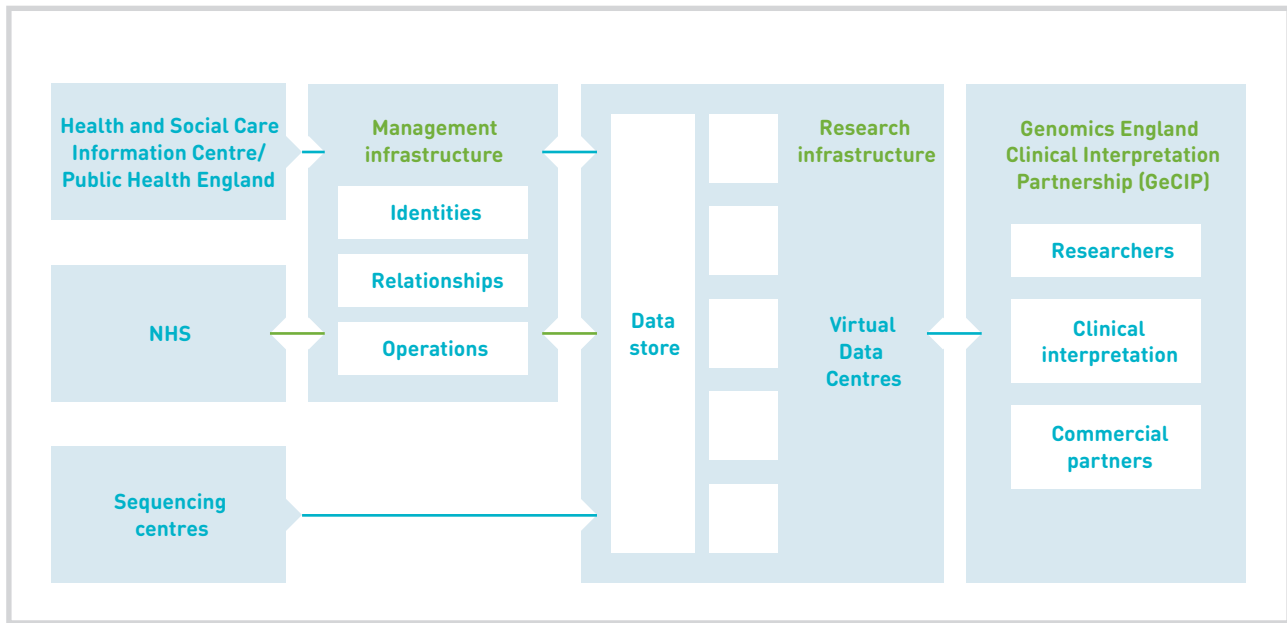 Health and Social Care
Information Centre/
Public Health England
NHS
Sequencing
centres
Management
infrastructure
Identities
Relationships
Operations
Data
store
Research
infrastructure
Virtual
Data
Centres
Genomics England
Clinical Interpretation
Partnership (GeCIP)
Researchers
Clinical
interpretation
Commercial
partners